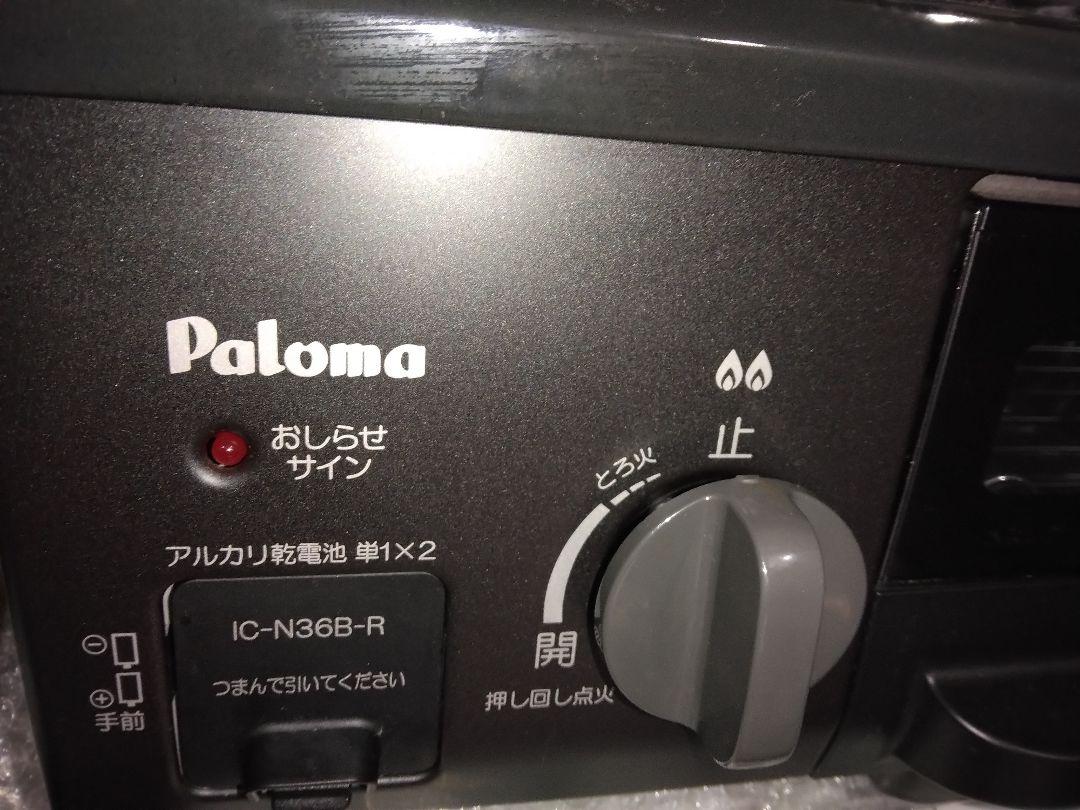 Paloma
おしらせ
サイン
アルカリ乾電池 単1×2
IC-N36B-R
つまんで引いてください
⊖
⊕
手前
止
とろ火
開
押し回し点火